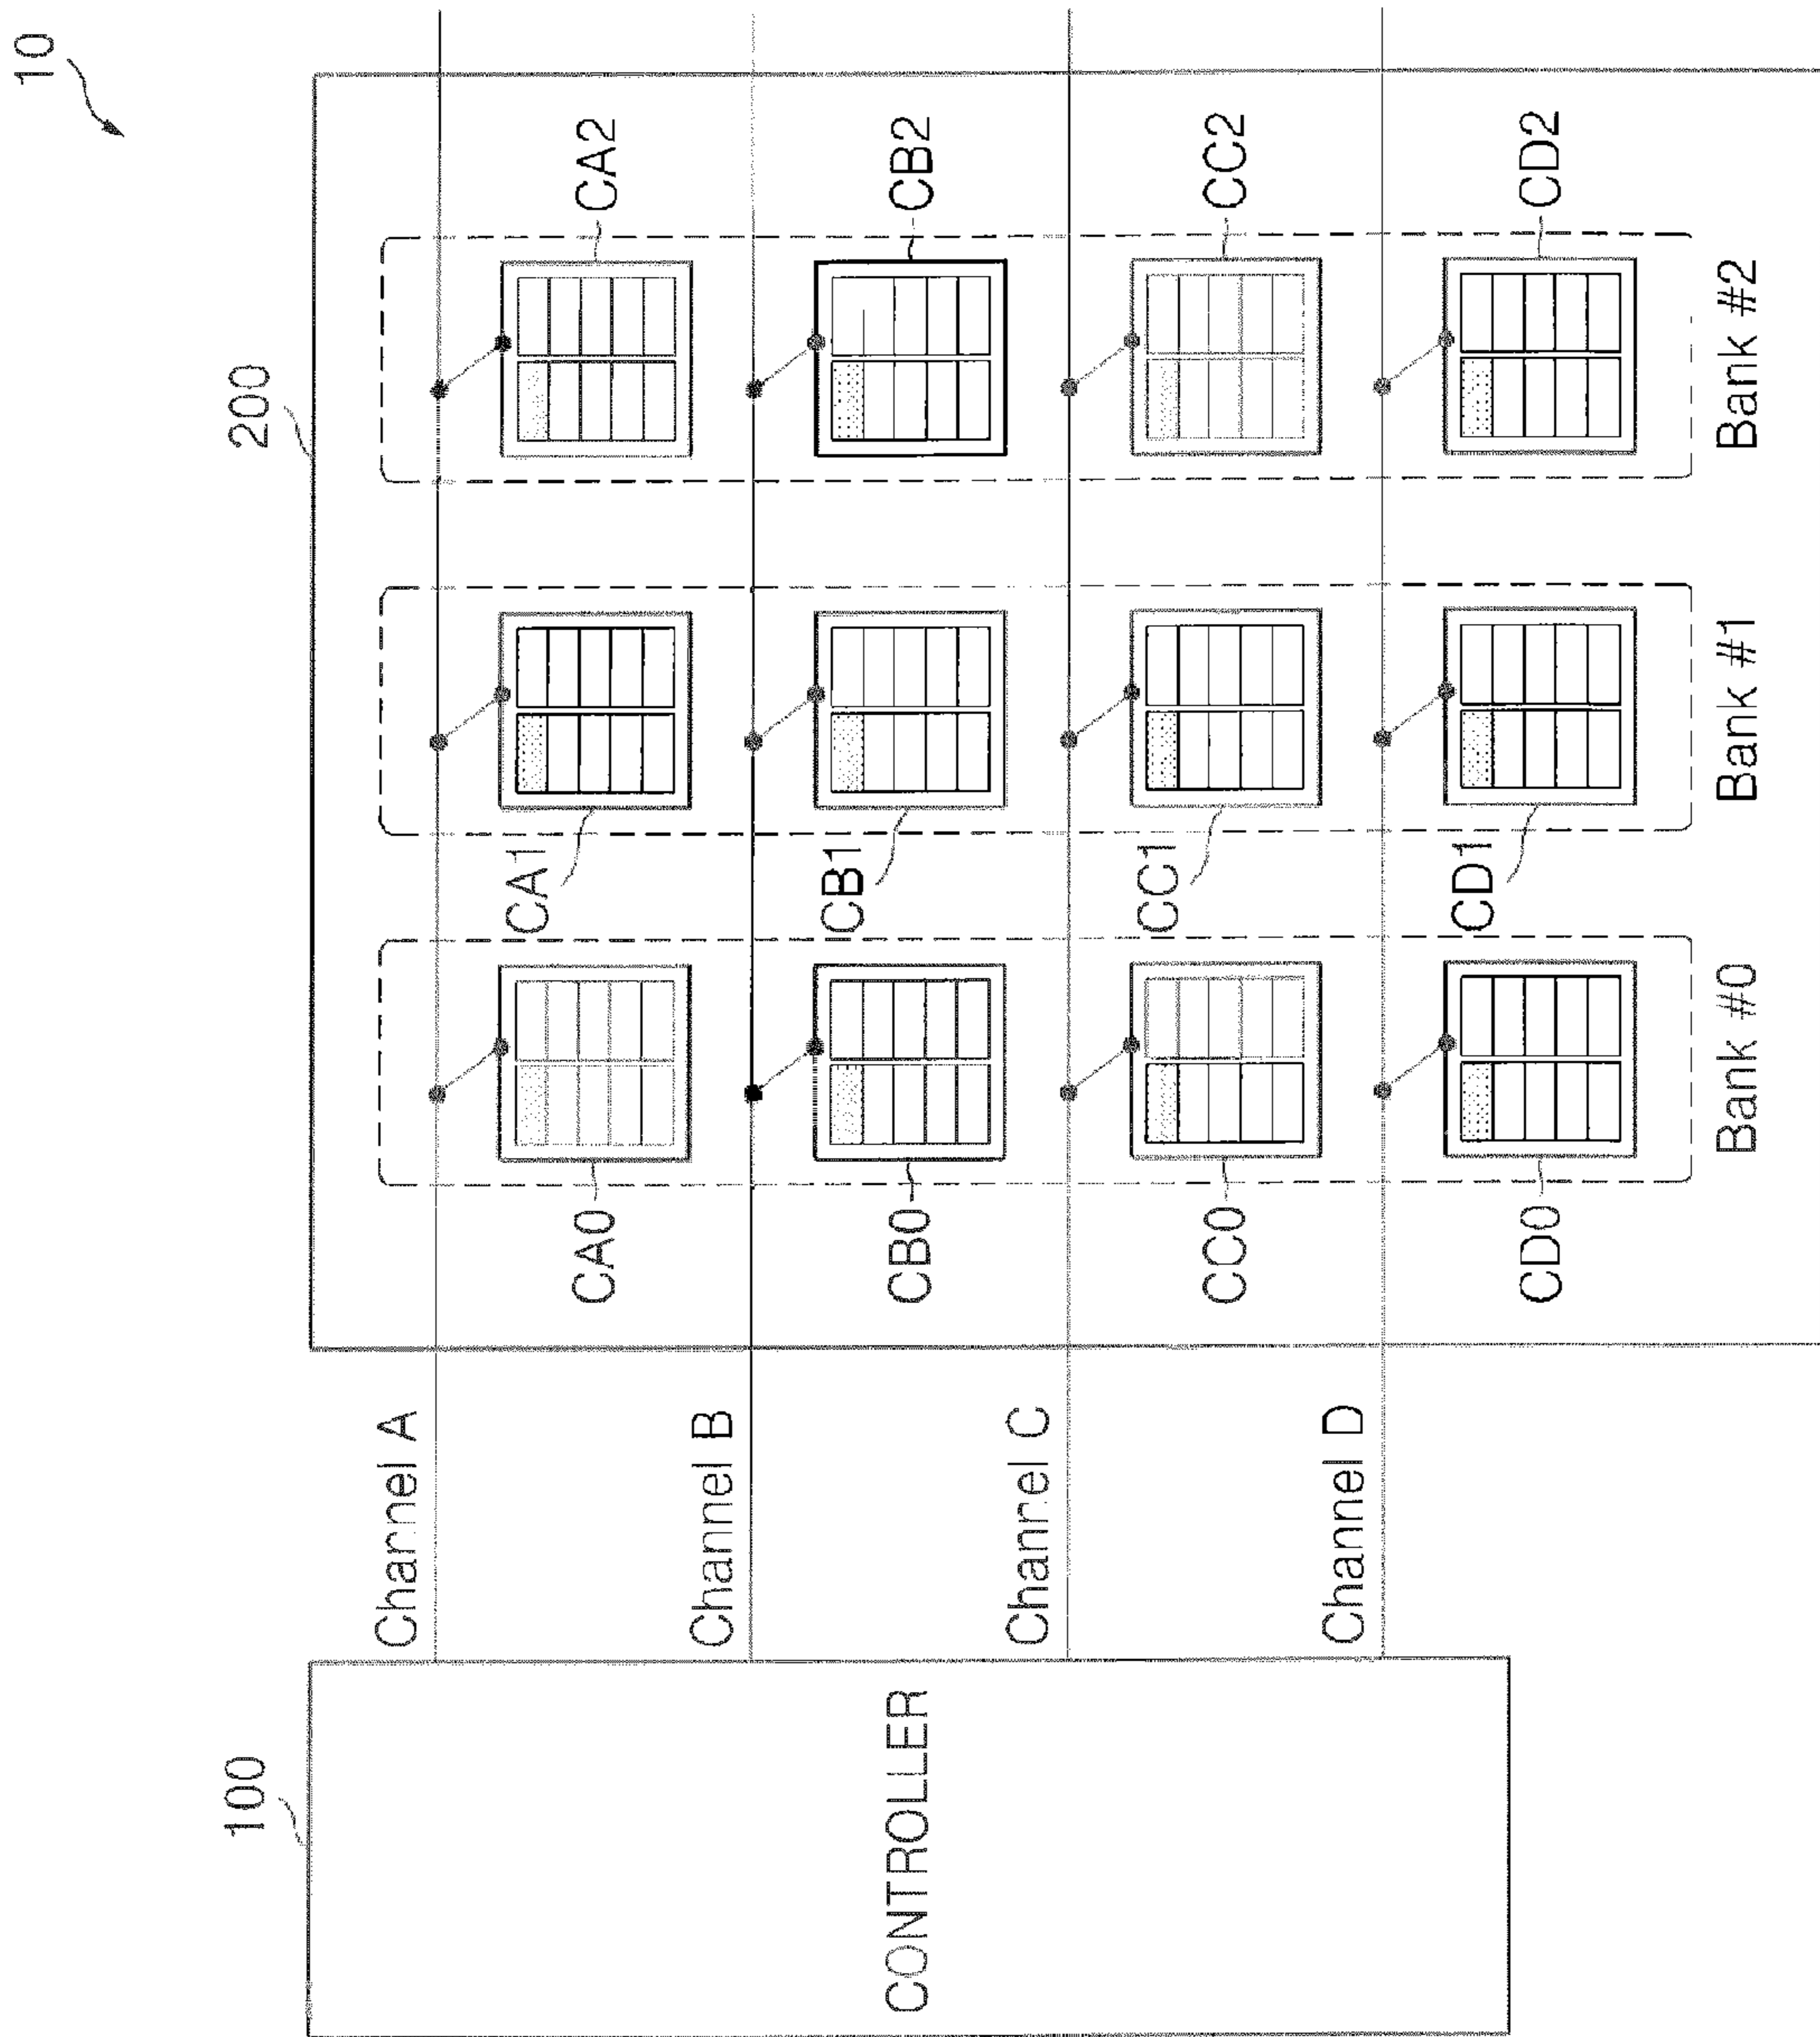 10
100
200
CONTROLLER
Channel A
Channel B
Channel C
Channel D
CA0
CA1
CA2
CB0
CB1
CB2
CC0
CC1
CC2
CD0
CD1
CD2
Bank #0
Bank #1
Bank #2